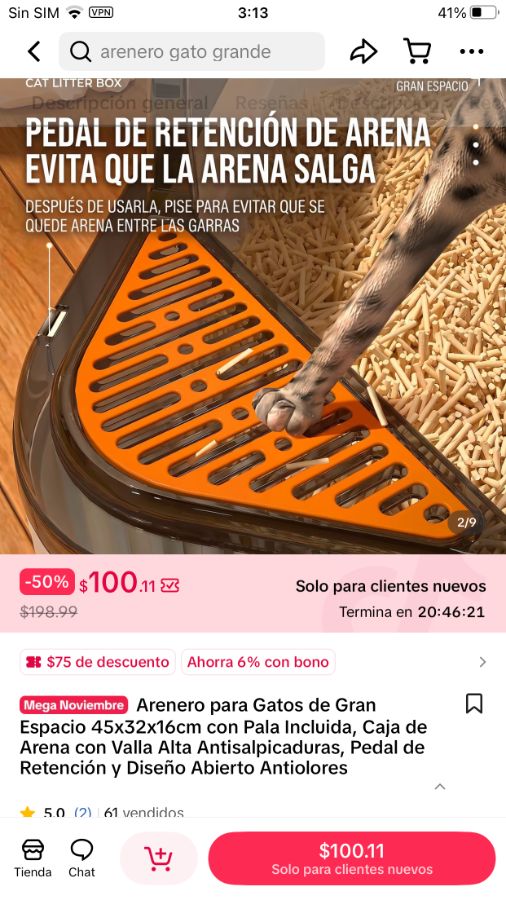 Sin SIM VPN 3:13 41%
arenero gato grande
CAT LITTER BOX
GRAN ESPACIO
Descripción general Reseñas Descripción
PEDAL DE RETENCIÓN DE ARENA
EVITA QUE LA ARENA SALGA
DESPUÉS DE USARLA, PISE PARA EVITAR QUE SE
QUEDE ARENA ENTRE LAS GARRAS
2/9
-50% $100.11
Solo para clientes nuevos
$198.99
Termina en 20:46:21
$75 de descuento
Ahorra 6% con bono
Mega Noviembre Arenero para Gatos de Gran
Espacio 45x32x16cm con Pala Incluida, Caja de
Arena con Valla Alta Antisalpicaduras, Pedal de
Retención y Diseño Abierto Antiolores
5.0 (2) 61 vendidos
Tienda
Chat
$100.11
Solo para clientes nuevos